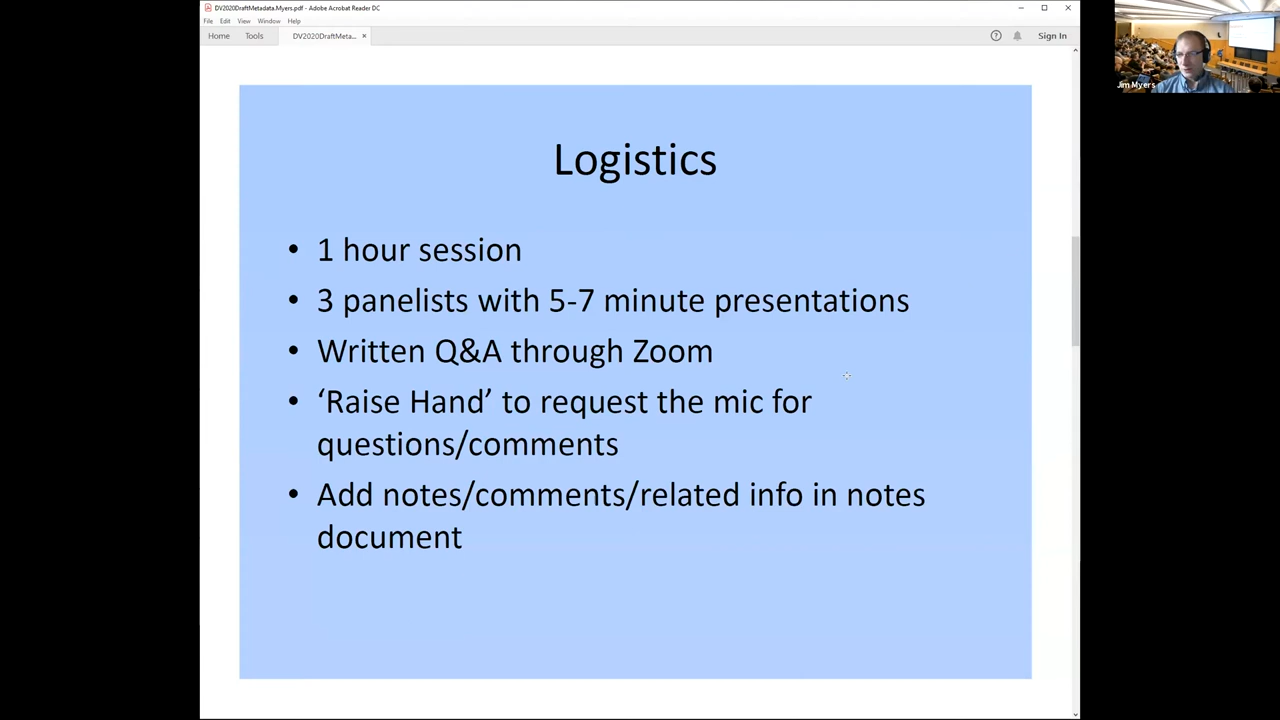 DV2020DraftMetadata.Myers.pdf - Adobe Acrobat Reader DC
File Edit View Window Help
Home Tools DV2020DraftMeta... × Sign In
Jim Myers
Logistics
• 1 hour session
• 3 panelists with 5-7 minute presentations
• Written Q&A through Zoom
• ‘Raise Hand’ to request the mic for
questions/comments
• Add notes/comments/related info in notes
document